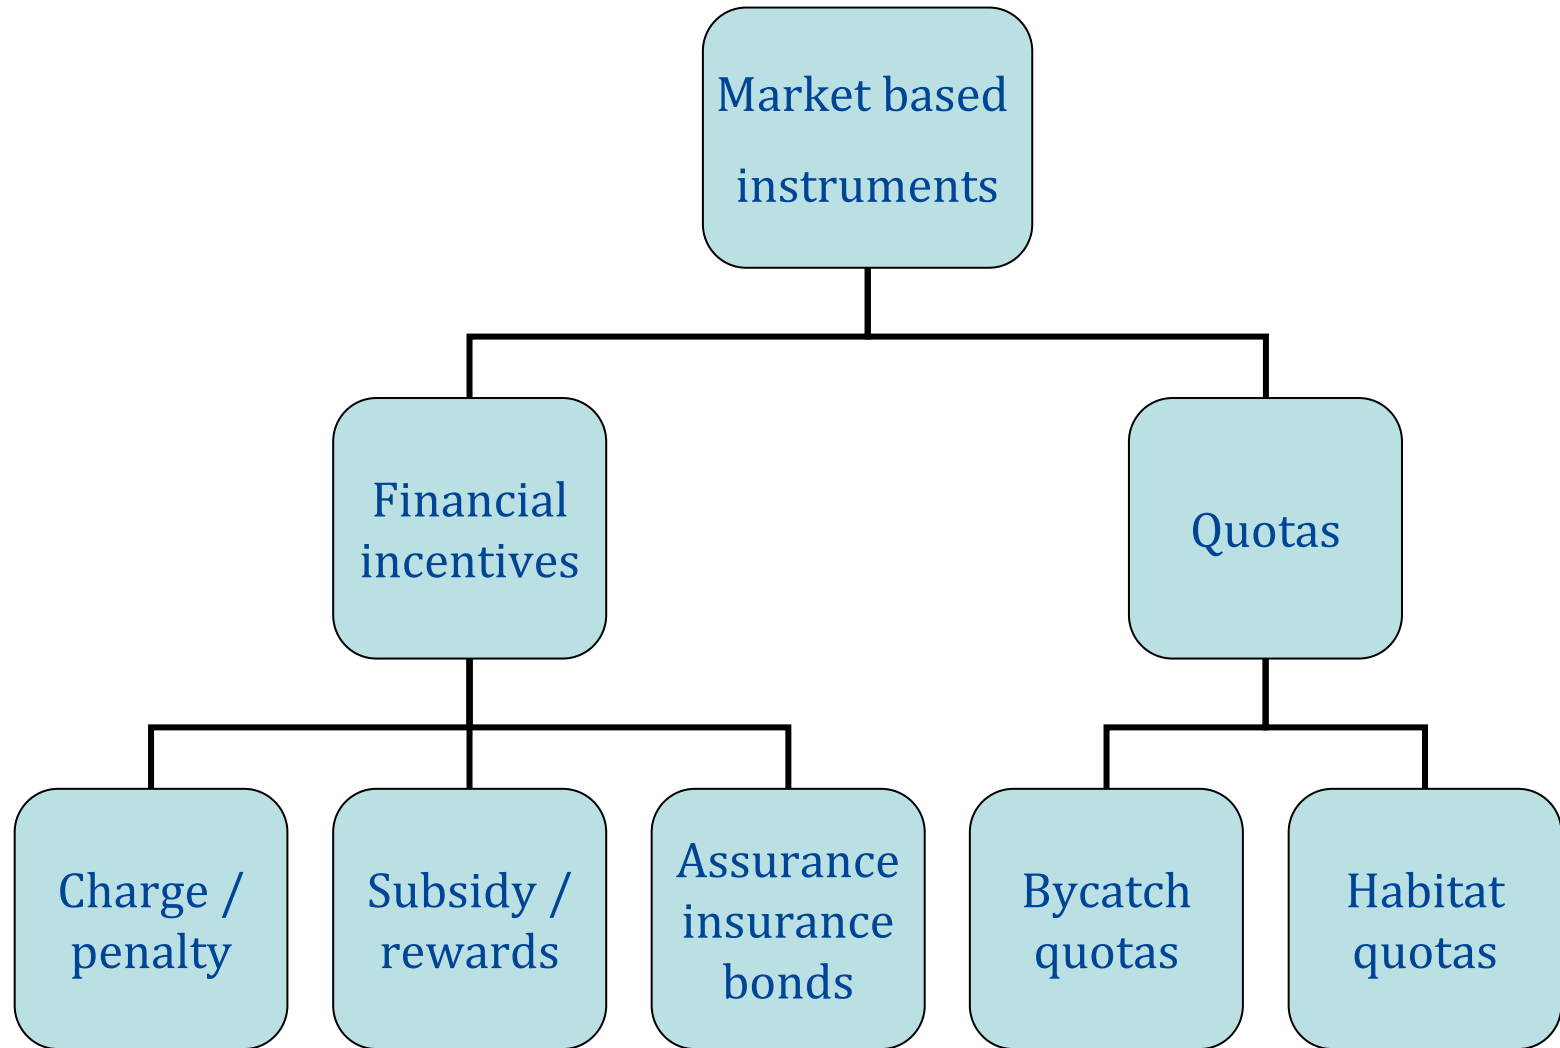 Market based
instruments
Financial
incentives
Quotas
Charge /
penalty
Subsidy /
rewards
Assurance
insurance
bonds
Bycatch
quotas
Habitat
quotas